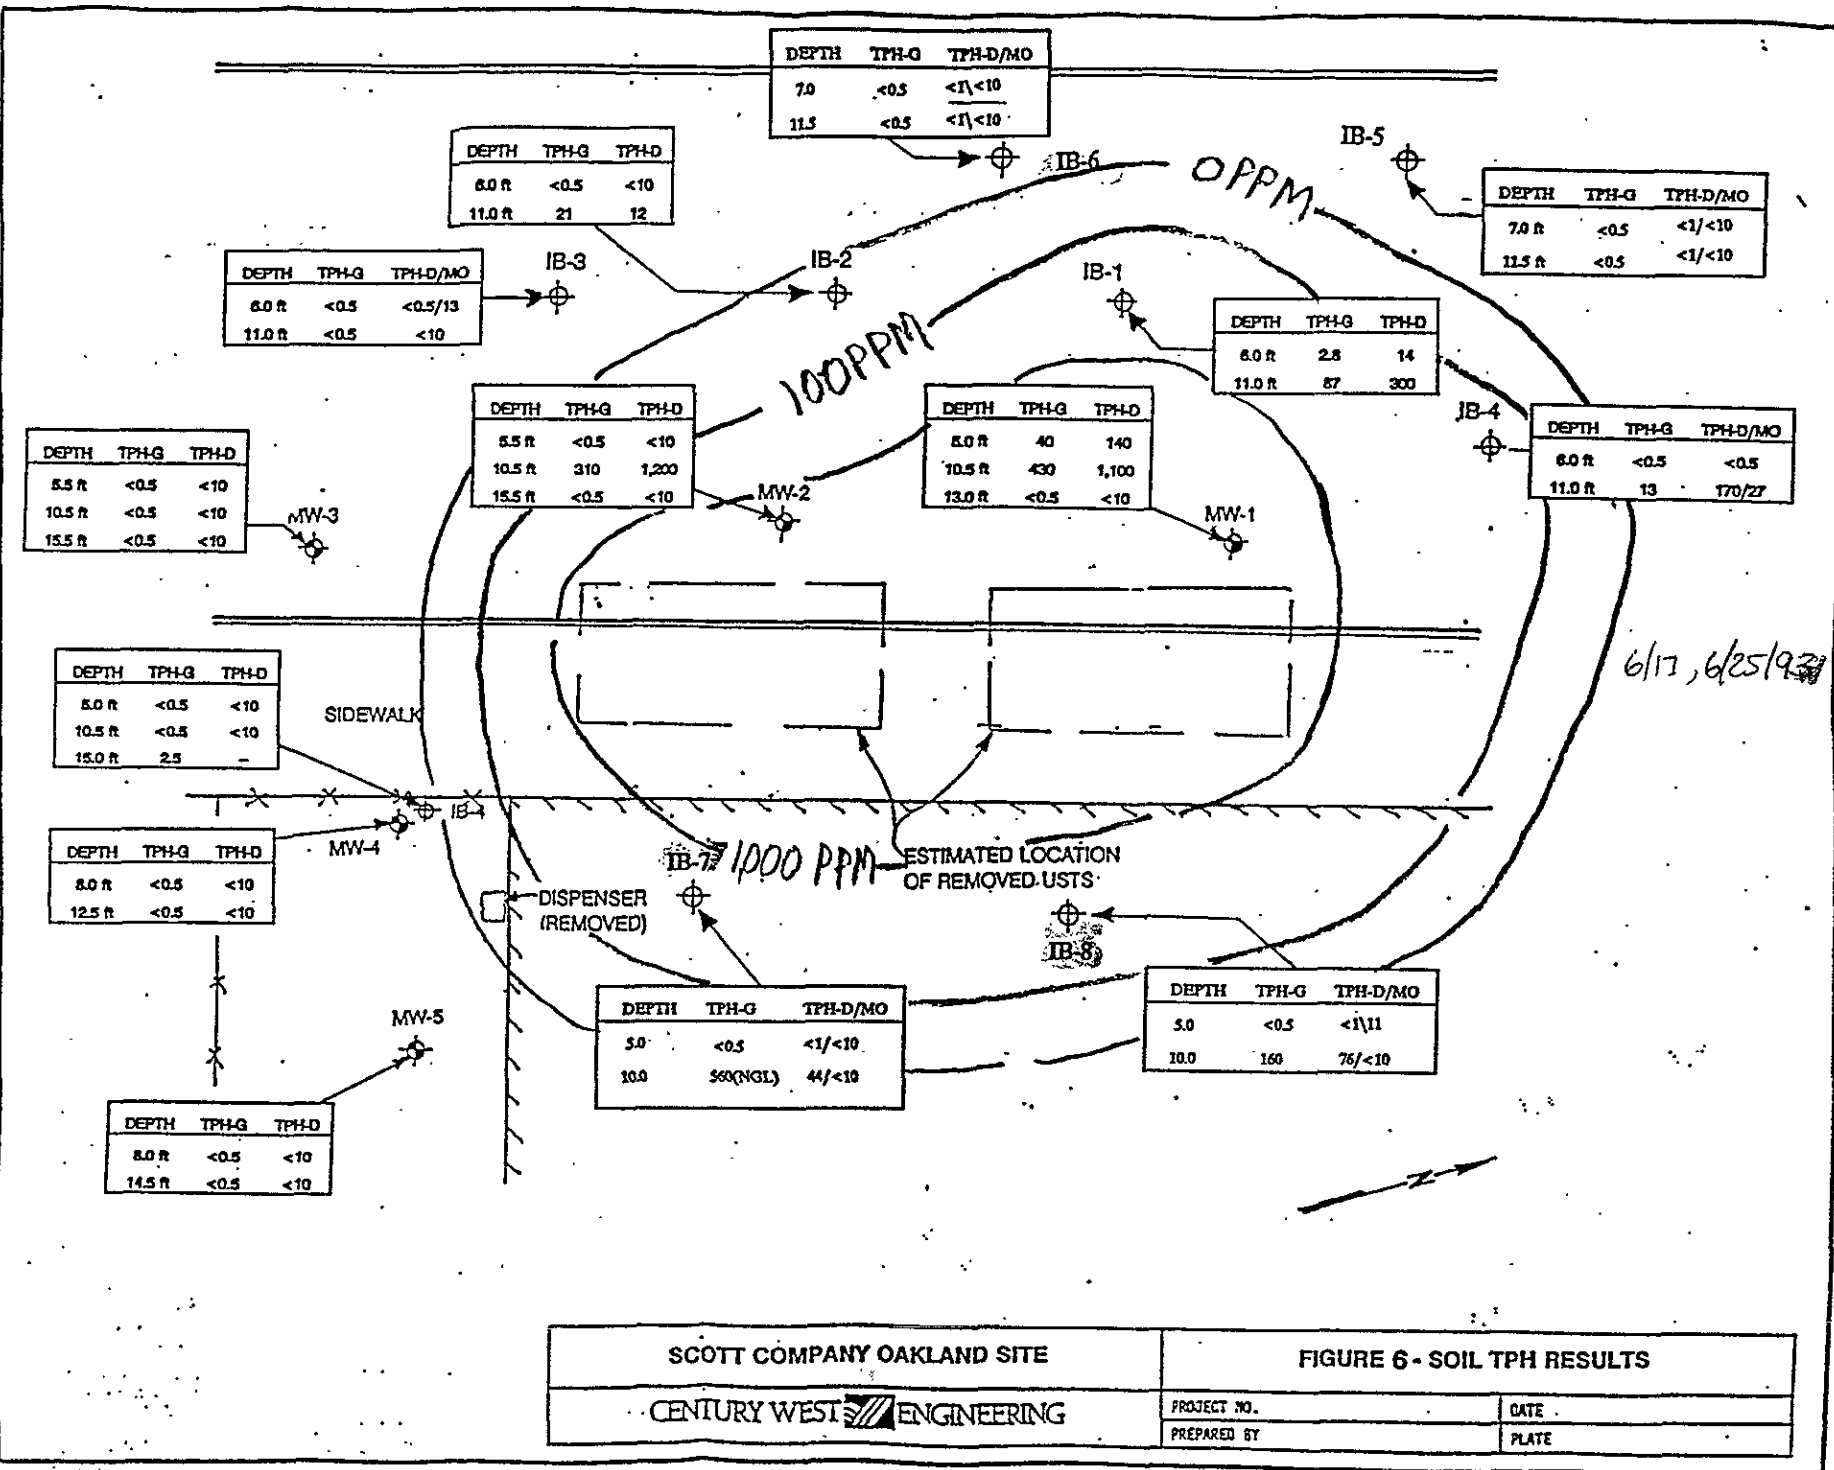 DEPTH TPH-G TPH-D/MO
7.0 <0.5 <1\<10
11.5 <0.5 <1\<10
IB-6
0 PPM
IB-5
DEPTH TPH-G TPH-D/MO
7.0 ft <0.5 <1/<10
11.5 ft <0.5 <1/<10
DEPTH TPH-G TPH-D
6.0 ft <0.5 <10
11.0 ft 21 12
IB-2
DEPTH TPH-G TPH-D/MO
6.0 ft <0.5 <0.5/13
11.0 ft <0.5 <10
IB-3
IB-1
DEPTH TPH-G TPH-D
6.0 ft 2.8 14
11.0 ft 87 300
100PPM
DEPTH TPH-G TPH-D
5.5 ft <0.5 <10
10.5 ft 310 1,200
15.5 ft <0.5 <10
MW-2
DEPTH TPH-G TPH-D
5.0 ft 40 140
10.5 ft 430 1,100
13.0 ft <0.5 <10
MW-1
IB-4
DEPTH TPH-G TPH-D/MO
6.0 ft <0.5 <0.5
11.0 ft 13 170/27
DEPTH TPH-G TPH-D
5.5 ft <0.5 <10
10.5 ft <0.5 <10
15.5 ft <0.5 <10
MW-3
6/17, 6/25/93
DEPTH TPH-G TPH-D
5.0 ft <0.5 <10
10.5 ft <0.5 <10
15.0 ft 2.5 –
SIDEWALK
IB-4
MW-4
DEPTH TPH-G TPH-D
8.0 ft <0.5 <10
12.5 ft <0.5 <10
IB-7
1,000 PPM
ESTIMATED LOCATION
OF REMOVED USTS
DISPENSER
(REMOVED)
IB-8
DEPTH TPH-G TPH-D/MO
5.0 <0.5 <1/<10
10.0 560(NGL) 44/<10
DEPTH TPH-G TPH-D/MO
5.0 <0.5 <1\11
10.0 160 76/<10
MW-5
DEPTH TPH-G TPH-D
8.0 ft <0.5 <10
14.5 ft <0.5 <10
N
SCOTT COMPANY OAKLAND SITE
FIGURE 6 - SOIL TPH RESULTS
CENTURY WEST ENGINEERING
PROJECT NO.
DATE
PREPARED BY
PLATE